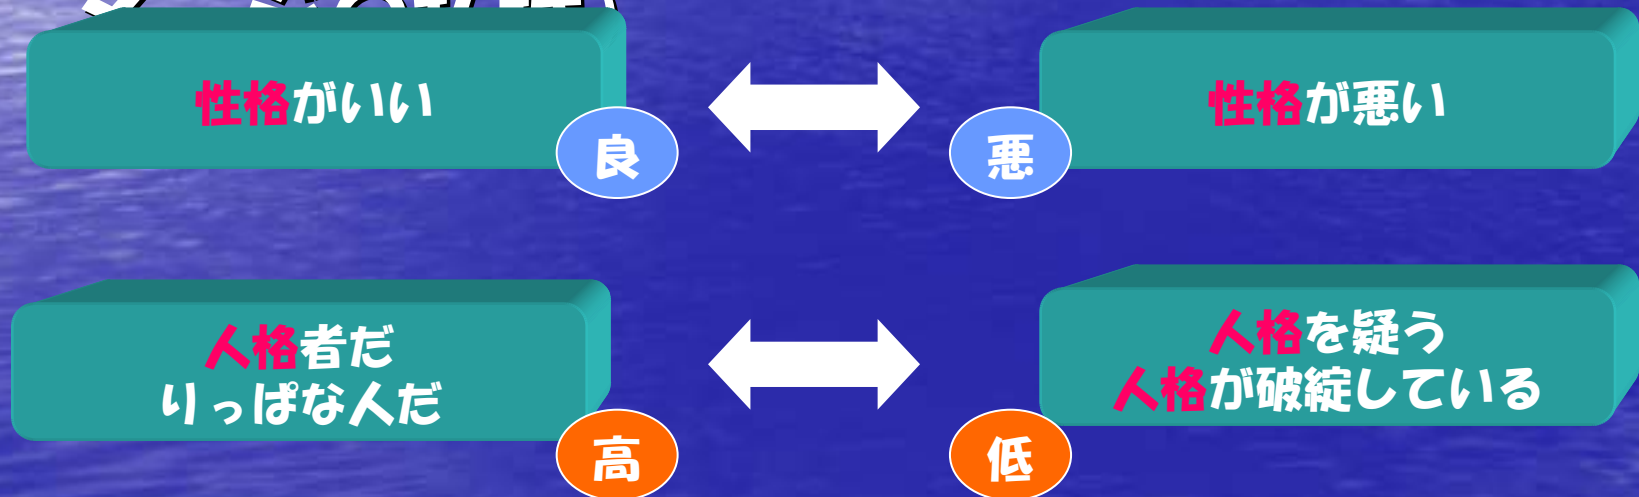 性格がいい
良
悪
性格が悪い
人格者だ
りっぱな人だ
高
低
人格を疑う
人格が破綻している